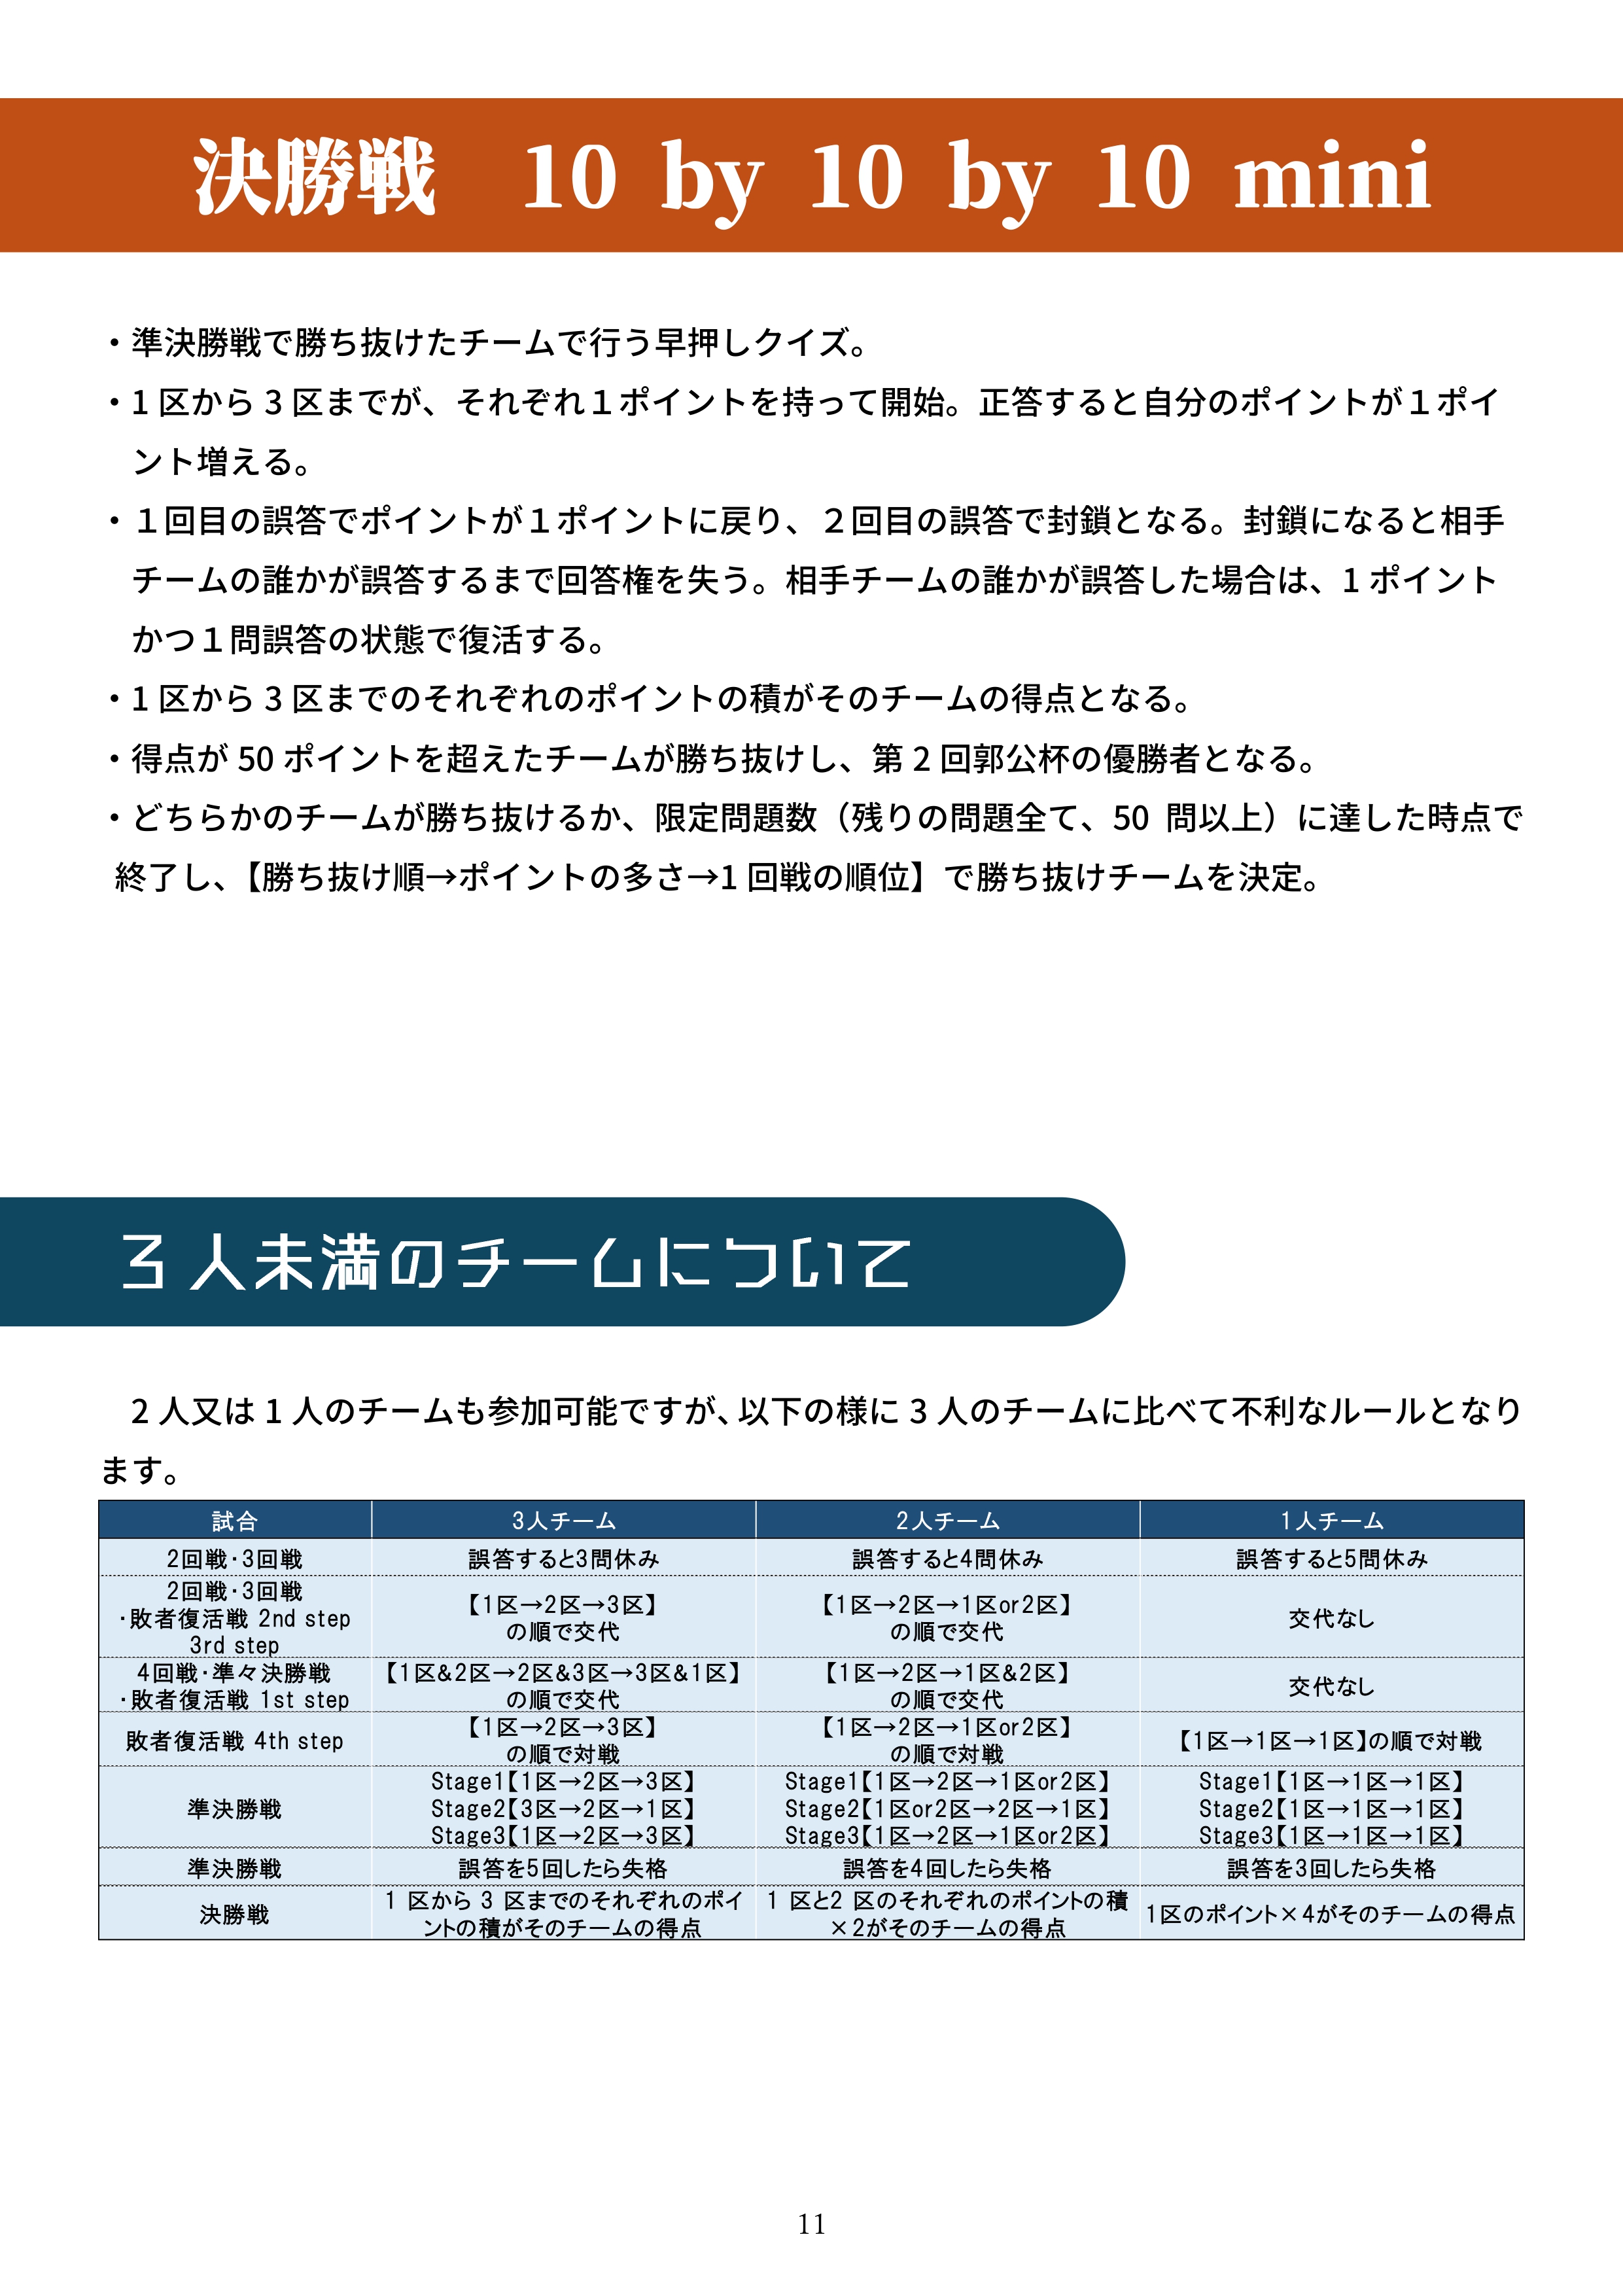 決勝戦　10 by 10 by 10 mini
・準決勝戦で勝ち抜けたチームで行う早押しクイズ。
・1 区から 3 区までが、それぞれ１ポイントを持って開始。正答すると自分のポイントが１ポイ
ント増える。
・１回目の誤答でポイントが１ポイントに戻り、２回目の誤答で封鎖となる。封鎖になると相手
チームの誰かが誤答するまで回答権を失う。相手チームの誰かが誤答した場合は、1 ポイント
かつ１問誤答の状態で復活する。
・1 区から 3 区までのそれぞれのポイントの積がそのチームの得点となる。
・得点が 50 ポイントを超えたチームが勝ち抜けし、第 2 回郭公杯の優勝者となる。
・どちらかのチームが勝ち抜けるか、限定問題数（残りの問題全て、50 問以上）に達した時点で
終了し、【勝ち抜け順→ポイントの多さ→1 回戦の順位】で勝ち抜けチームを決定。
３人未満のチームについて
2 人又は 1 人のチームも参加可能ですが、以下の様に 3 人のチームに比べて不利なルールとなり
ます。
試合 3人チーム 2人チーム 1人チーム
2回戦･3回戦 誤答すると3問休み 誤答すると4問休み 誤答すると5問休み
2回戦･3回戦
･敗者復活戦 2nd step
3rd step
【1区→2区→3区】
の順で交代
【1区→2区→1区or2区】
の順で交代
交代なし
4回戦･準々決勝戦
･敗者復活戦 1st step
【1区&2区→2区&3区→3区&1区】
の順で交代
【1区→2区→1区&2区】
の順で交代
交代なし
敗者復活戦 4th step
【1区→2区→3区】
の順で対戦
【1区→2区→1区or2区】
の順で対戦
【1区→1区→1区】の順で対戦
準決勝戦
Stage1【1区→2区→3区】
Stage2【3区→2区→1区】
Stage3【1区→2区→3区】
Stage1【1区→2区→1区or2区】
Stage2【1区or2区→2区→1区】
Stage3【1区→2区→1区or2区】
Stage1【1区→1区→1区】
Stage2【1区→1区→1区】
Stage3【1区→1区→1区】
準決勝戦 誤答を5回したら失格 誤答を4回したら失格 誤答を3回したら失格
決勝戦
1 区から 3 区までのそれぞれのポイ
ントの積がそのチームの得点
1 区と2 区のそれぞれのポイントの積
×2がそのチームの得点
1区のポイント×4がそのチームの得点
11